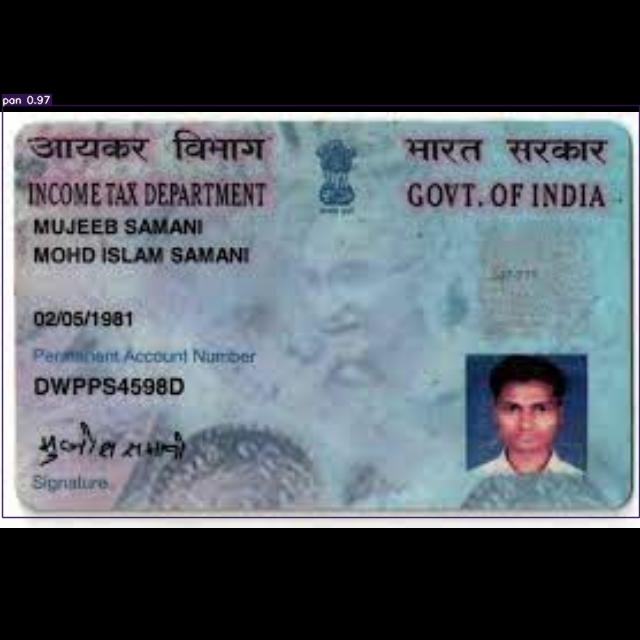 pan 0.97
आयकर विभाग
भारत सरकार
INCOME TAX DEPARTMENT
GOVT. OF INDIA
MUJEEB SAMANI
MOHD ISLAM SAMANI
02/05/1981
Permanent Account Number
DWPPS4598D
Signature